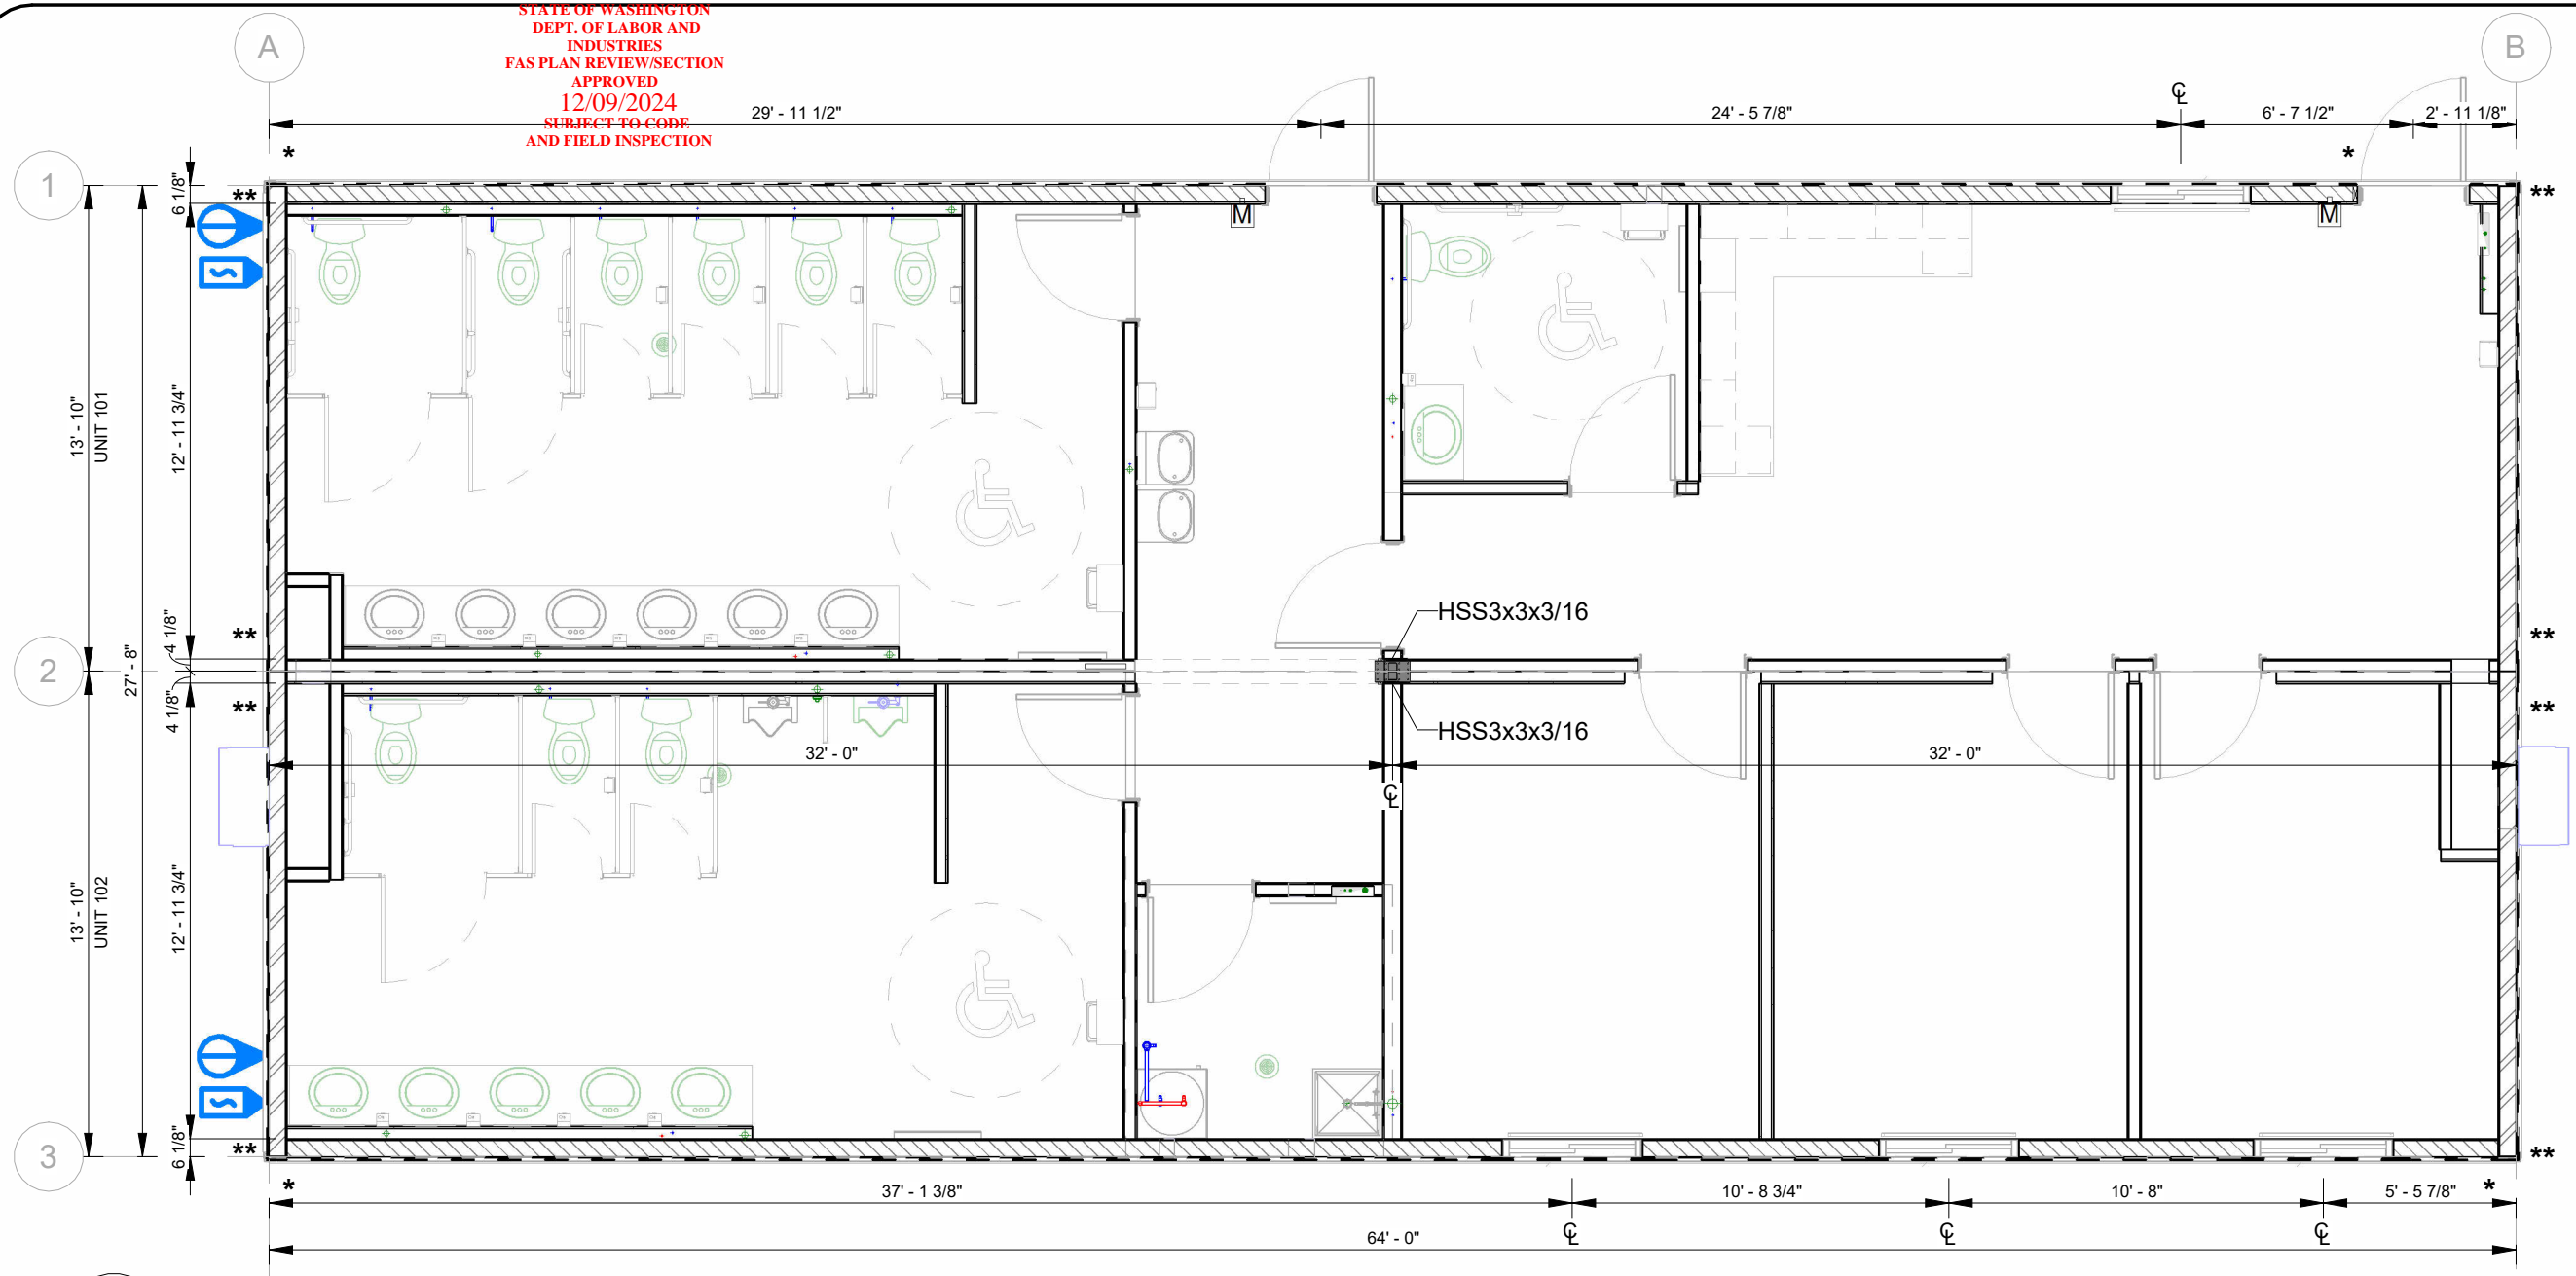 STATE OF WASHINGTON
DEPT. OF LABOR AND
INDUSTRIES
FAS PLAN REVIEW/SECTION
APPROVED
12/09/2024
SUBJECT TO CODE
AND FIELD INSPECTION
A
B
29' - 11 1/2"
24' - 5 7/8"
℄
6' - 7 1/2"
2' - 11 1/8"
*
*
1
6 1/8"
**
**
M
M
13' - 10"
UNIT 101
12' - 11 3/4"
HSS3x3x3/16
4 1/8"
**
**
2
27' - 8"
4 1/8"
**
**
HSS3x3x3/16
32' - 0"
32' - 0"
℄
13' - 10"
UNIT 102
12' - 11 3/4"
3
6 1/8"
**
**
*
*
37' - 1 3/8"
10' - 8 3/4"
10' - 8"
5' - 5 7/8"
℄
℄
℄
64' - 0"